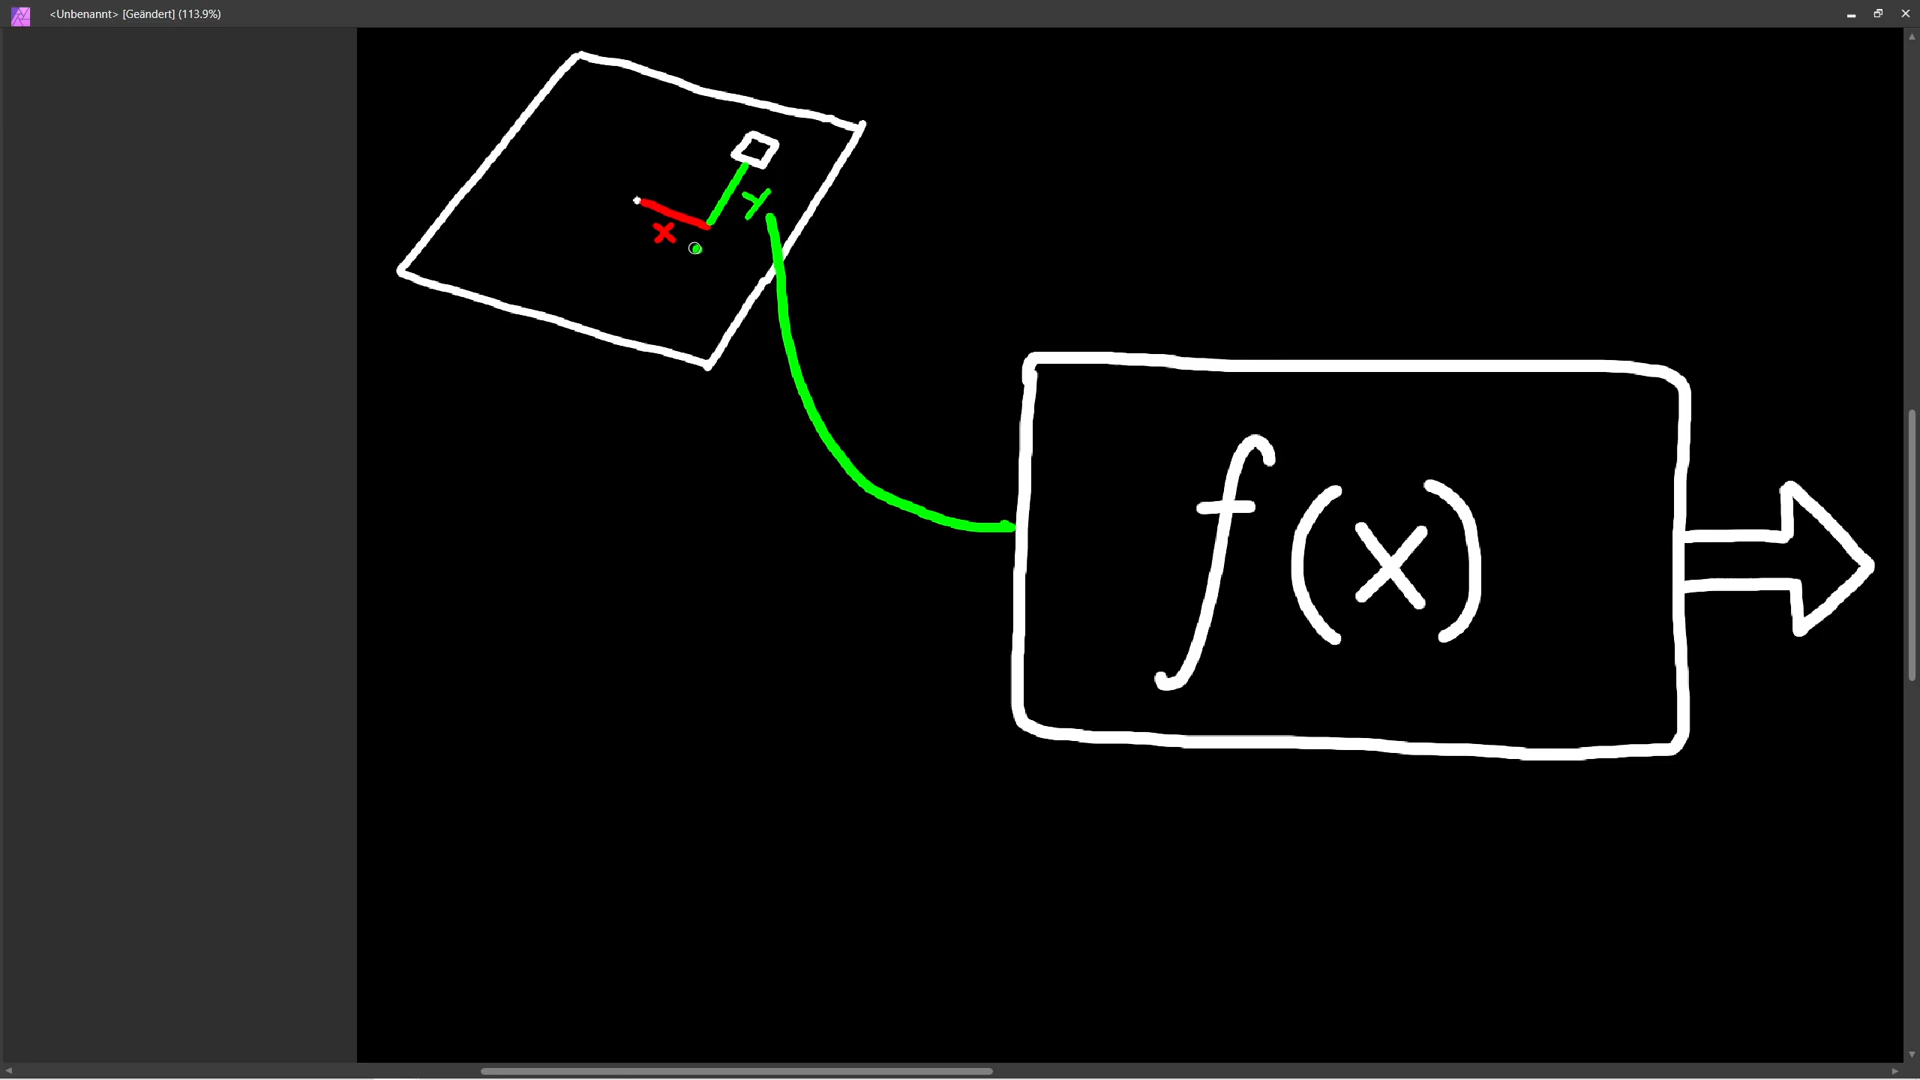 <Unbenannt> [Geändert] (113.9%)
Y
X
f(x)